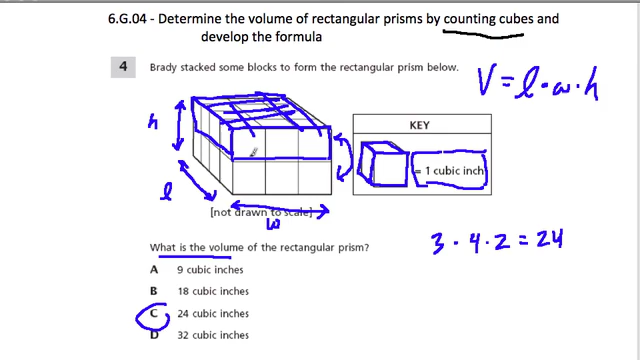 6.G.04 - Determine the volume of rectangular prisms by counting cubes and
develop the formula
4 Brady stacked some blocks to form the rectangular prism below.
V = l · w · h
h
KEY
= 1 cubic inch
l
[not drawn to scale]
w
3 · 4 · 2 = 24
What is the volume of the rectangular prism?
A 9 cubic inches
B 18 cubic inches
C 24 cubic inches
D 32 cubic inches